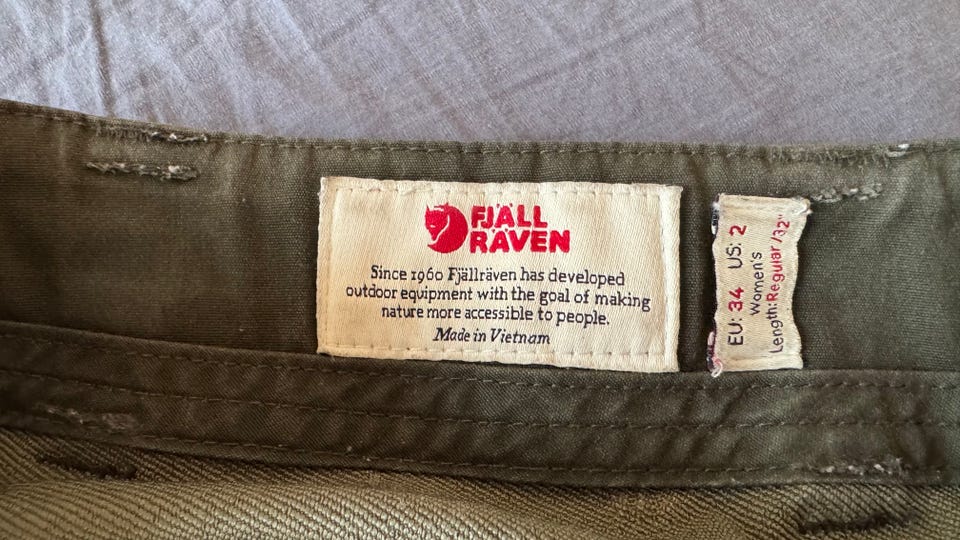 FJÄLL
RÄVEN
Since 1960 Fjällräven has developed
outdoor equipment with the goal of making
nature more accessible to people.
Made in Vietnam
EU: 34 US: 2
Women's
Length: Regular/32"